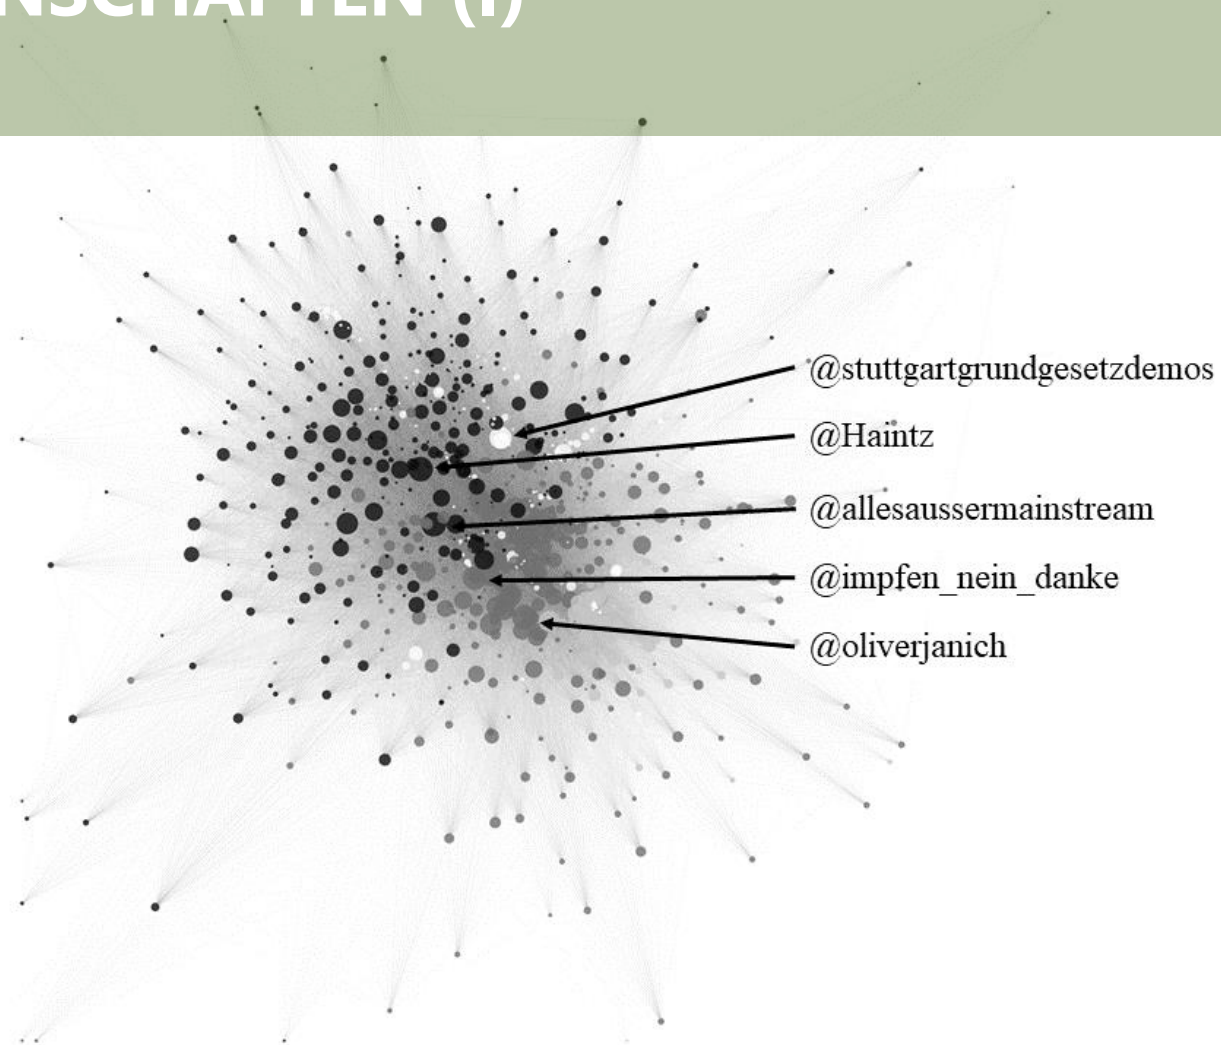 NSCHAFTEN (I)
@stuttgartgrundgesetzdemos
@Haintz
@allesaussermainstream
@impfen_nein_danke
@oliverjanich